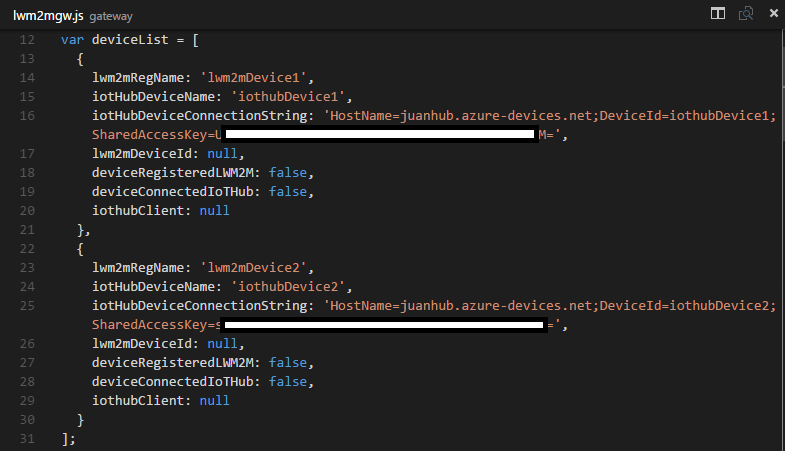 lwm2mgw.js gateway
12 var deviceList = [
13 {
14 lwm2mRegName: 'lwm2mDevice1',
15 iotHubDeviceName: 'iothubDevice1',
16 iotHubDeviceConnectionString: 'HostName=juanhub.azure-devices.net;DeviceId=iothubDevice1;
SharedAccessKey=U M=',
17 lwm2mDeviceId: null,
18 deviceRegisteredLWM2M: false,
19 deviceConnectedIoTHub: false,
20 iothubClient: null
21 },
22 {
23 lwm2mRegName: 'lwm2mDevice2',
24 iotHubDeviceName: 'iothubDevice2',
25 iotHubDeviceConnectionString: 'HostName=juanhub.azure-devices.net;DeviceId=iothubDevice2;
SharedAccessKey=s =',
26 lwm2mDeviceId: null,
27 deviceRegisteredLWM2M: false,
28 deviceConnectedIoTHub: false,
29 iothubClient: null
30 }
31 ];